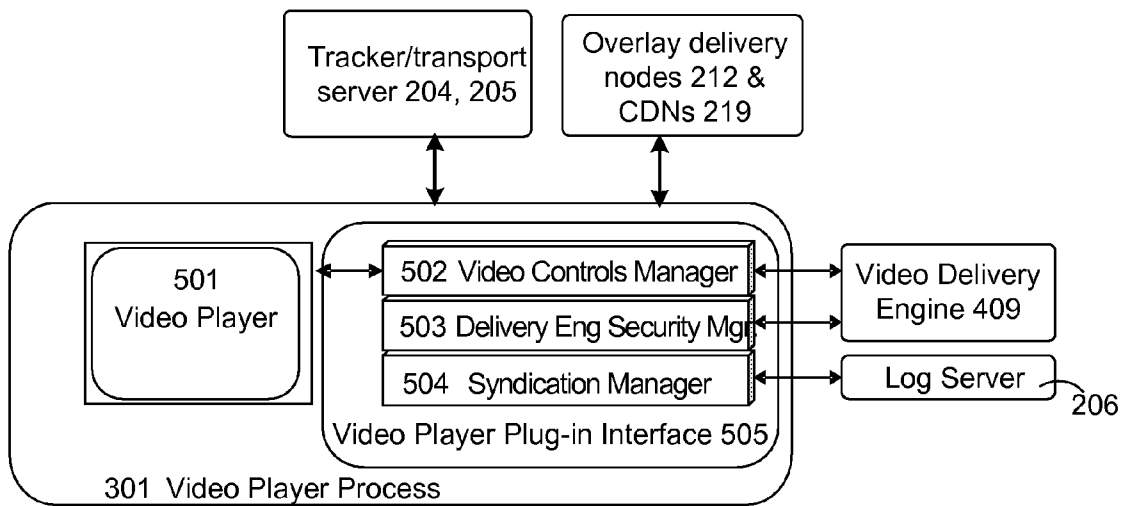 Tracker/transport
server 204, 205
Overlay delivery
nodes 212 &
CDNs 219
501
Video Player
502 Video Controls Manager
503 Delivery Eng Security Mgr.
504 Syndication Manager
Video Player Plug-in Interface 505
301 Video Player Process
Video Delivery
Engine 409
Log Server
206